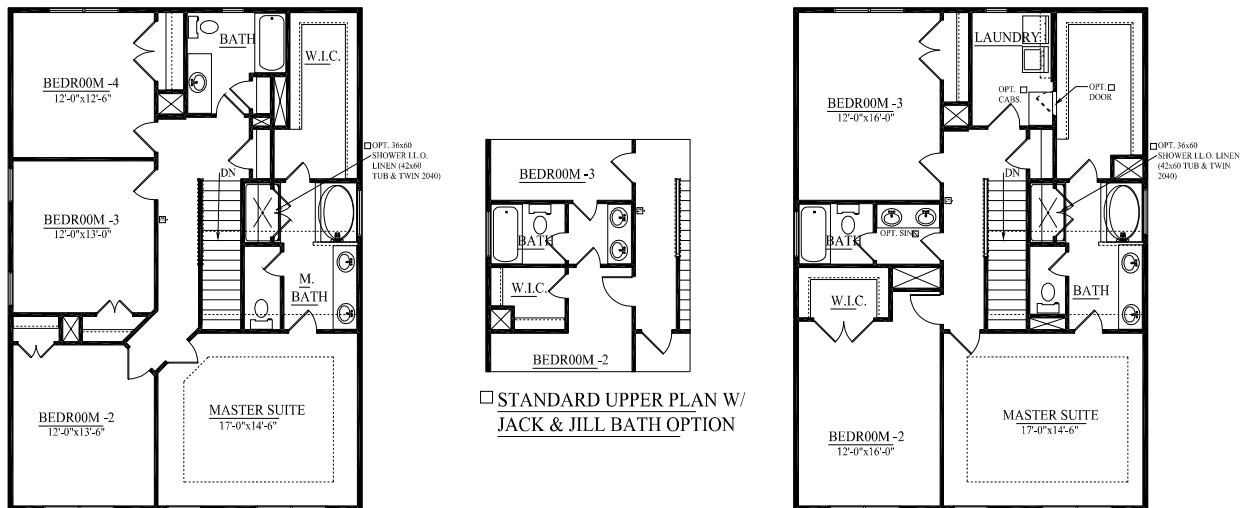 BATH
W.I.C.
BEDR00M -4
12'-0"x12'-6"
OPT. 36x60
SHOWER I.L.O.
LINEN (42x60
TUB & TWIN 2040)
DN
BEDR00M -3
12'-0"x13'-0"
M.
BATH
BEDR00M -2
12'-0"x13'-6"
MASTER SUITE
17'-0"x14'-6"
BEDR00M -3
BATH
W.I.C.
BEDR00M -2
STANDARD UPPER PLAN W/
JACK & JILL BATH OPTION
LAUNDRY
BEDR00M -3
12'-0"x16'-0"
OPT.
CABS.
OPT.
DOOR
OPT. 36x60
SHOWER I.L.O. LINEN
(42x60 TUB & TWIN
2040)
DN
BATH
OPT. SINK
W.I.C.
BATH
BEDR00M -2
12'-0"x16'-0"
MASTER SUITE
17'-0"x14'-6"